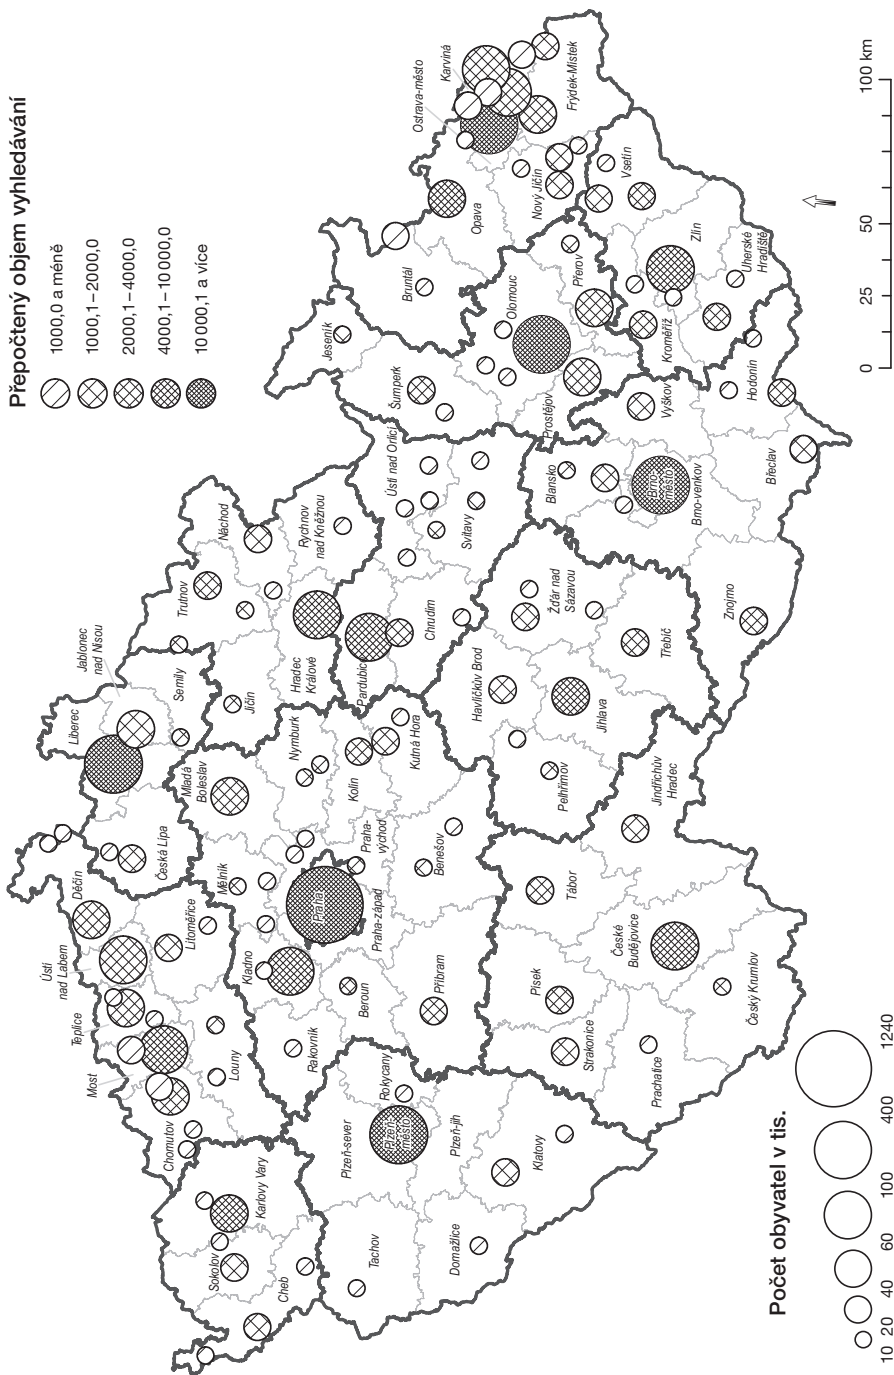 Přepočtený objem vyhledávání
1000,0 a méně
1000,1–2000,0
2000,1–4000,0
4000,1–10000,0
10 000,1 a více
Liberec
Jablonec
nad Nisou
Semily
Trutnov
Náchod
Jičín
Hradec
Králové
Rychnov
nad Kněžnou
Děčín
Česká Lípa
Ústí
nad Labem
Teplice
Most
Litoměřice
Louny
Chomutov
Karlovy Vary
Sokolov
Cheb
Mladá
Boleslav
Mělník
Nymburk
Kolín
Kutná Hora
Praha-
východ
Praha
Praha-západ
Benešov
Kladno
Rakovník
Beroun
Příbram
Plzeň-sever
Rokycany
Plzeň-
město
Plzeň-jih
Tachov
Domažlice
Klatovy
Pardubice
Chrudim
Ústí nad Orlicí
Svitavy
Jeseník
Šumperk
Bruntál
Opava
Ostrava-město
Karviná
Frýdek-Místek
Nový Jičín
Olomouc
Přerov
Prostějov
Vsetín
Zlín
Kroměříž
Uherské
Hradiště
Hodonín
Vyškov
Blansko
Brno-
město
Brno-venkov
Břeclav
Znojmo
Havlíčkův Brod
Žďár nad
Sázavou
Jihlava
Třebíč
Pelhřimov
Jindřichův
Hradec
Tábor
Písek
Strakonice
České
Budějovice
Prachatice
Český Krumlov
Počet obyvatel v tis.
10 20 40 60 100 400 1240
0 25 50 100 km